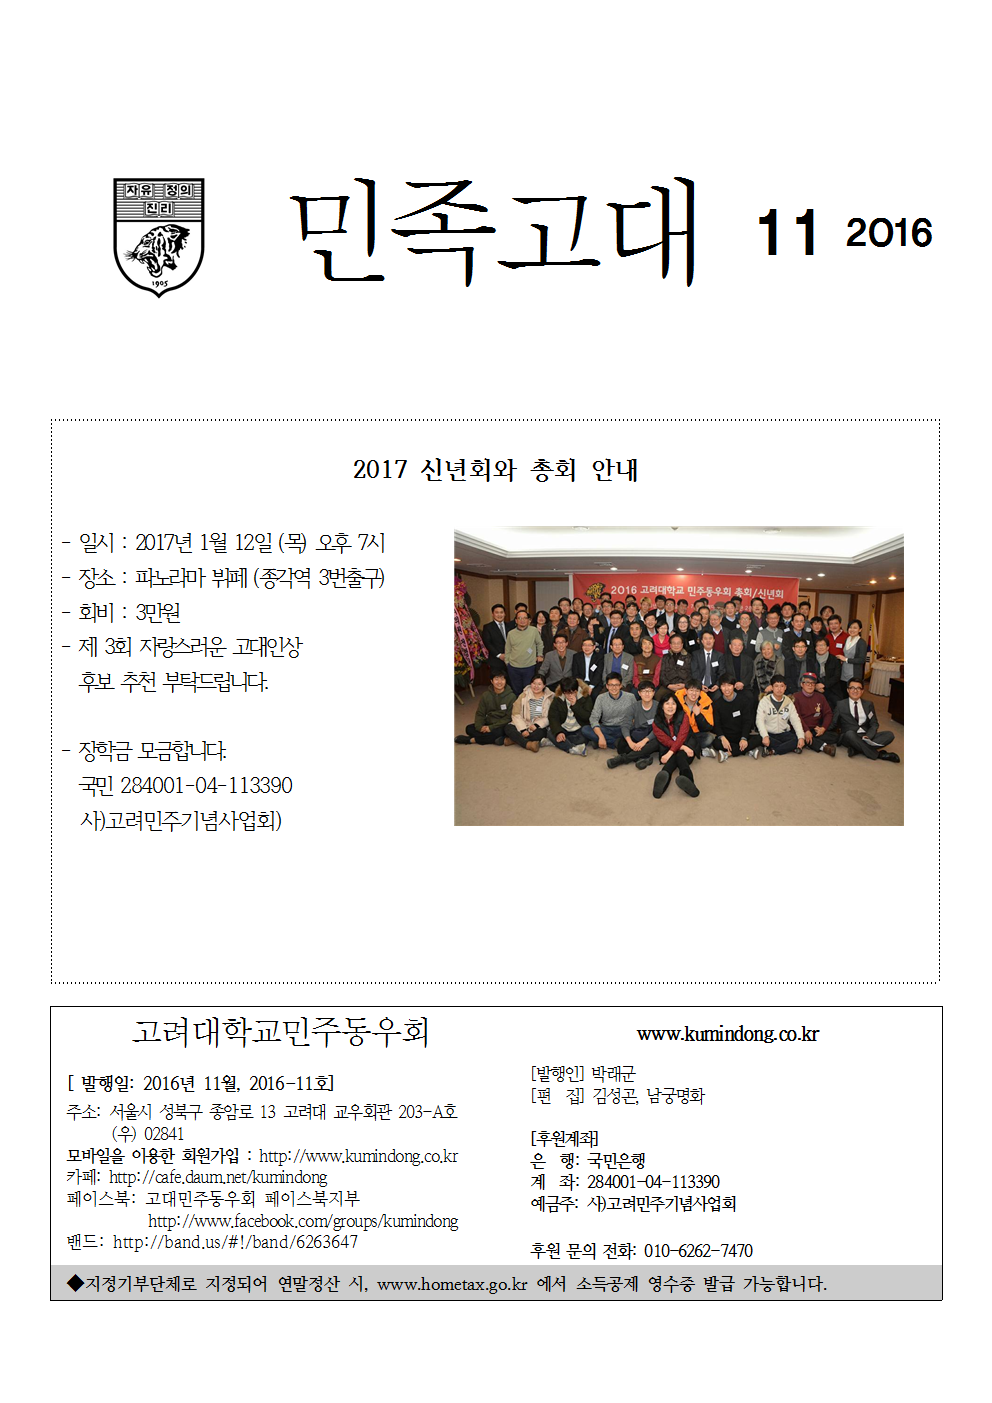 자유 정의
진리
1905
민족고대 11 2016
2017 신년회와 총회 안내
- 일시 : 2017년 1월 12일 (목) 오후 7시
- 장소 : 파노라마 뷔페 (종각역 3번출구)
- 회비 : 3만원
- 제 3회 자랑스러운 고대인상
후보 추천 부탁드립니다.
- 장학금 모금합니다.
국민 284001-04-113390
사)고려민주기념사업회)
2016 고려대학교 민주동우회 총회/신년회
고려대학교민주동우회
[ 발행일: 2016년 11월, 2016-11호]
주소: 서울시 성북구 종암로 13 고려대 교우회관 203-A호
(우) 02841
모바일을 이용한 회원가입 : http://www.kumindong.co.kr
카페: http://cafe.daum.net/kumindong
페이스북: 고대민주동우회 페이스북지부
http://www.facebook.com/groups/kumindong
밴드: http://band.us/#!/band/6263647
www.kumindong.co.kr
[발행인] 박래군
[편 집] 김성곤, 남궁명화
[후원계좌]
은 행: 국민은행
계 좌: 284001-04-113390
예금주: 사)고려민주기념사업회
후원 문의 전화: 010-6262-7470
◆지정기부단체로 지정되어 연말정산 시, www.hometax.go.kr 에서 소득공제 영수증 발급 가능합니다.